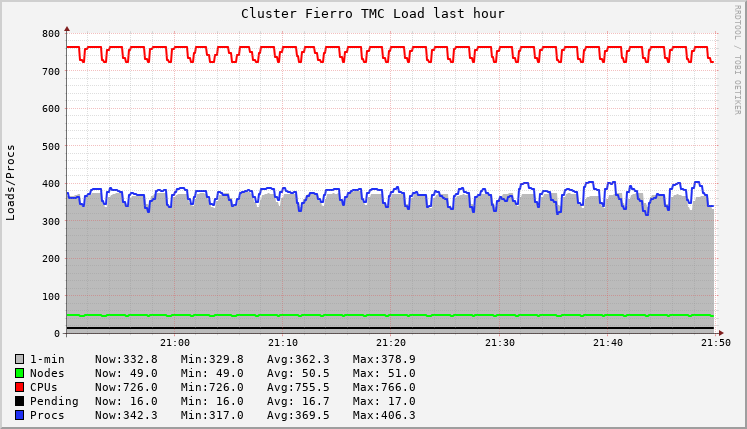 Cluster Fierro TMC Load last hour
RRDTOOL / TOBI OETIKER
Loads/Procs
800
700
600
500
400
300
200
100
0
21:00 21:10 21:20 21:30 21:40 21:50
1-min Now:332.8 Min:329.8 Avg:362.3 Max:378.9
Nodes Now: 49.0 Min: 49.0 Avg: 50.5 Max: 51.0
CPUs Now:726.0 Min:726.0 Avg:755.5 Max:766.0
Pending Now: 16.0 Min: 16.0 Avg: 16.7 Max: 17.0
Procs Now:342.3 Min:317.0 Avg:369.5 Max:406.3